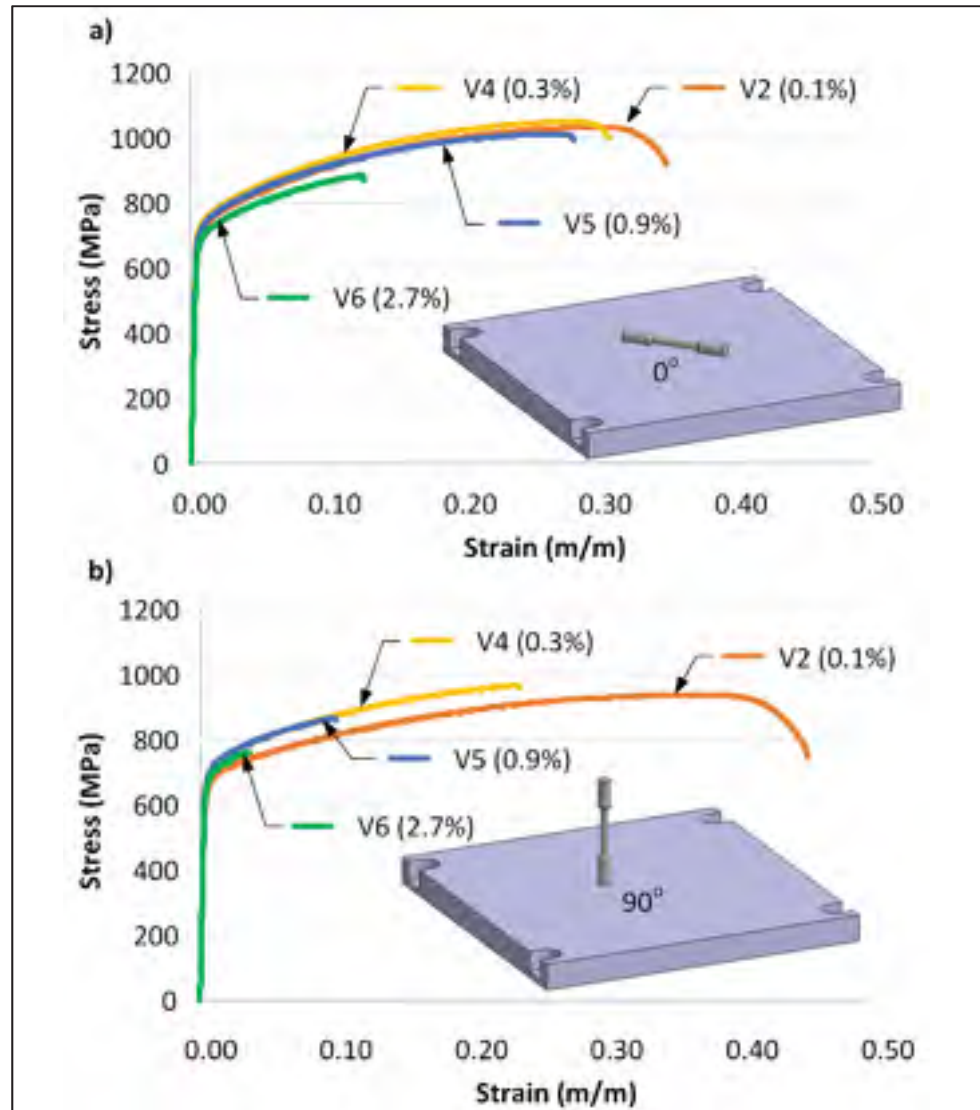 a)
1200
1000
800
600
400
200
0
Stress (MPa)
V4 (0.3%)
V2 (0.1%)
V5 (0.9%)
V6 (2.7%)
0°
0.00 0.10 0.20 0.30 0.40 0.50
Strain (m/m)
b)
1200
1000
800
600
400
200
0
Stress (MPa)
V4 (0.3%)
V2 (0.1%)
V5 (0.9%)
V6 (2.7%)
90°
0.00 0.10 0.20 0.30 0.40 0.50
Strain (m/m)